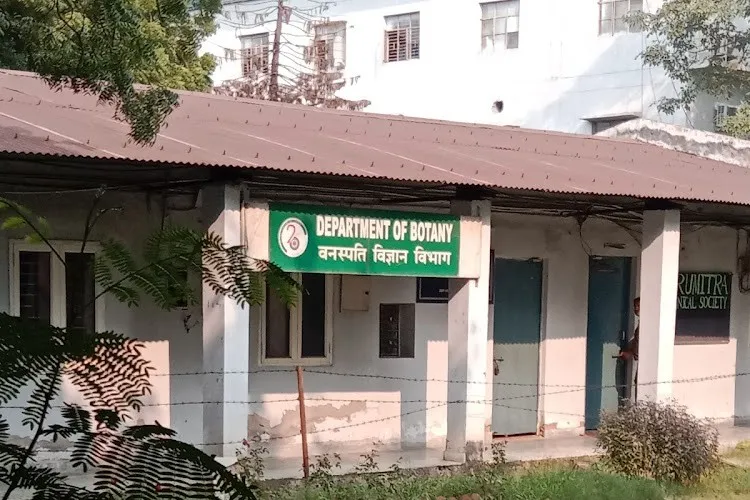 DEPARTMENT OF BOTANY
वनस्पति विज्ञान विभाग
RUMITRA
NICAL SOCIETY